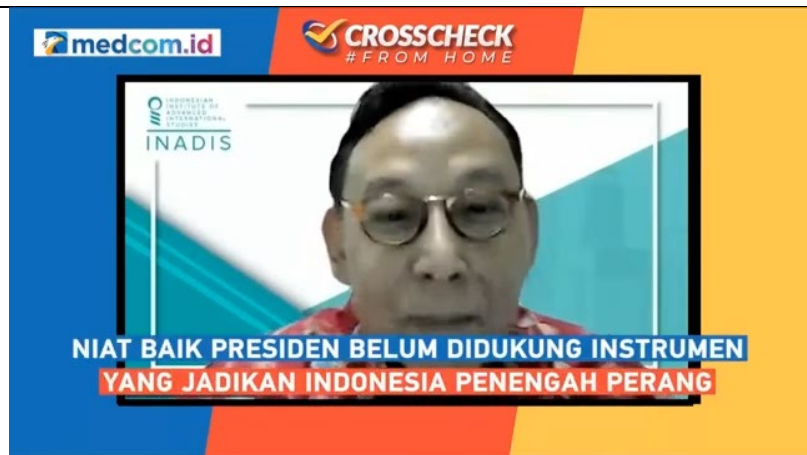 medcom.id
CROSSCHECK
#FROM HOME
INDONESIAN
INSTITUTE OF
ADVANCED
INTERNATIONAL
STUDIES
INADIS
NIAT BAIK PRESIDEN BELUM DIDUKUNG INSTRUMEN
YANG JADIKAN INDONESIA PENENGAH PERANG